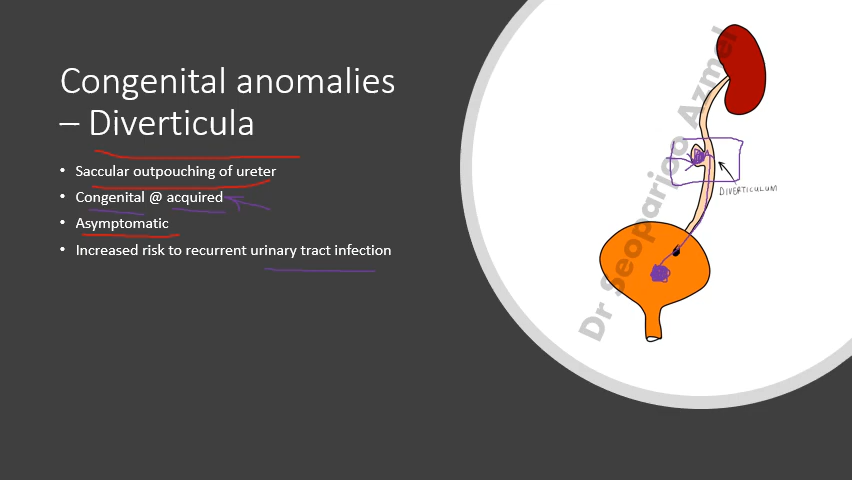 Congenital anomalies
– Diverticula
• Saccular outpouching of ureter
• Congenital @ acquired
• Asymptomatic
• Increased risk to recurrent urinary tract infection
DIVERTICULUM
Dr Seoparjoo Azmel